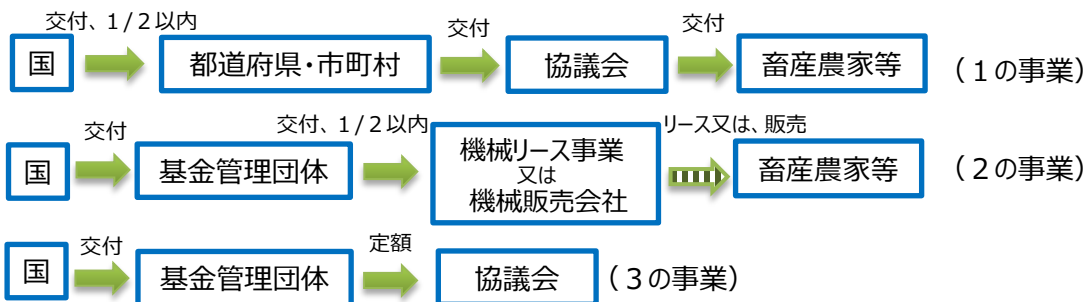 交付、1/2以内
交付
交付
国
都道府県・市町村
協議会
畜産農家等
（1の事業）
交付
交付、1/2以内
リース又は、販売
国
基金管理団体
機械リース事業
又は
機械販売会社
畜産農家等
（2の事業）
交付
定額
国
基金管理団体
協議会
（3の事業）